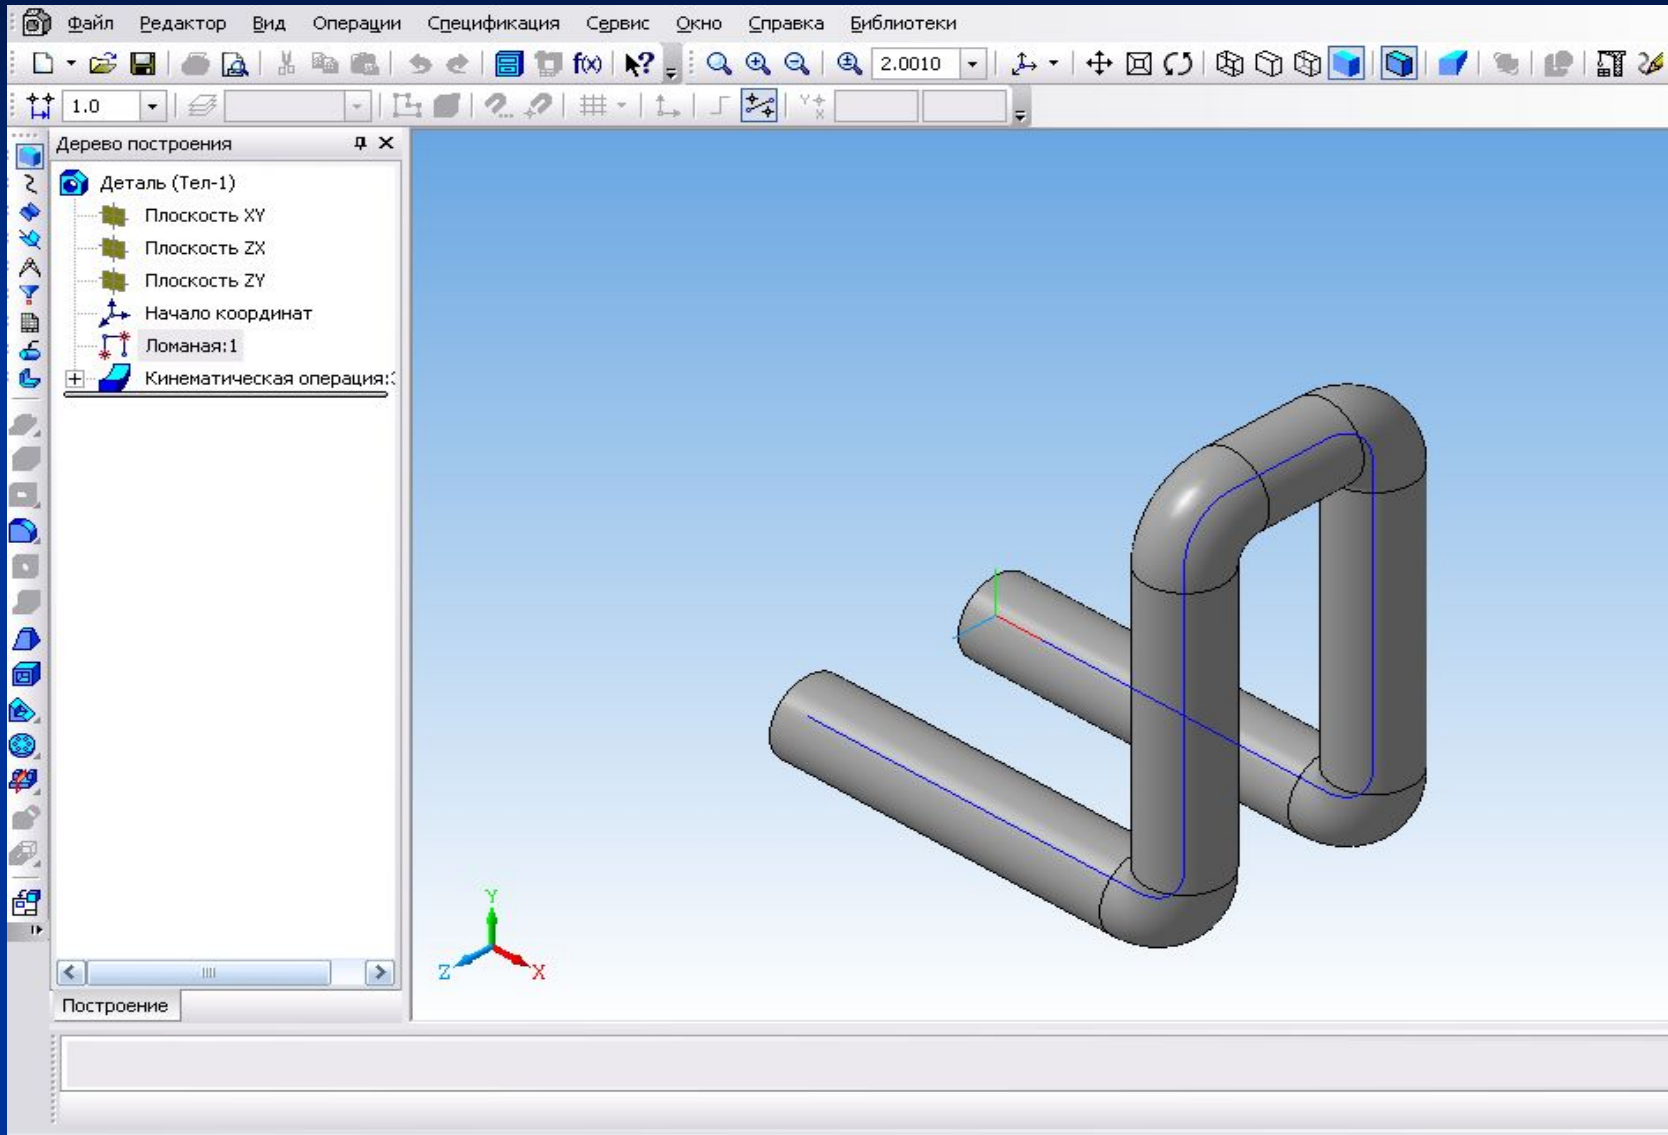 Файл Редактор Вид Операции Спецификация Сервис Окно Справка Библиотеки
f(x) ? 2.0010
1.0
Дерево построения
Деталь (Тел-1)
Плоскость XY
Плоскость ZX
Плоскость ZY
Начало координат
Ломаная:1
Кинематическая операция:
Y
Z X
Построение